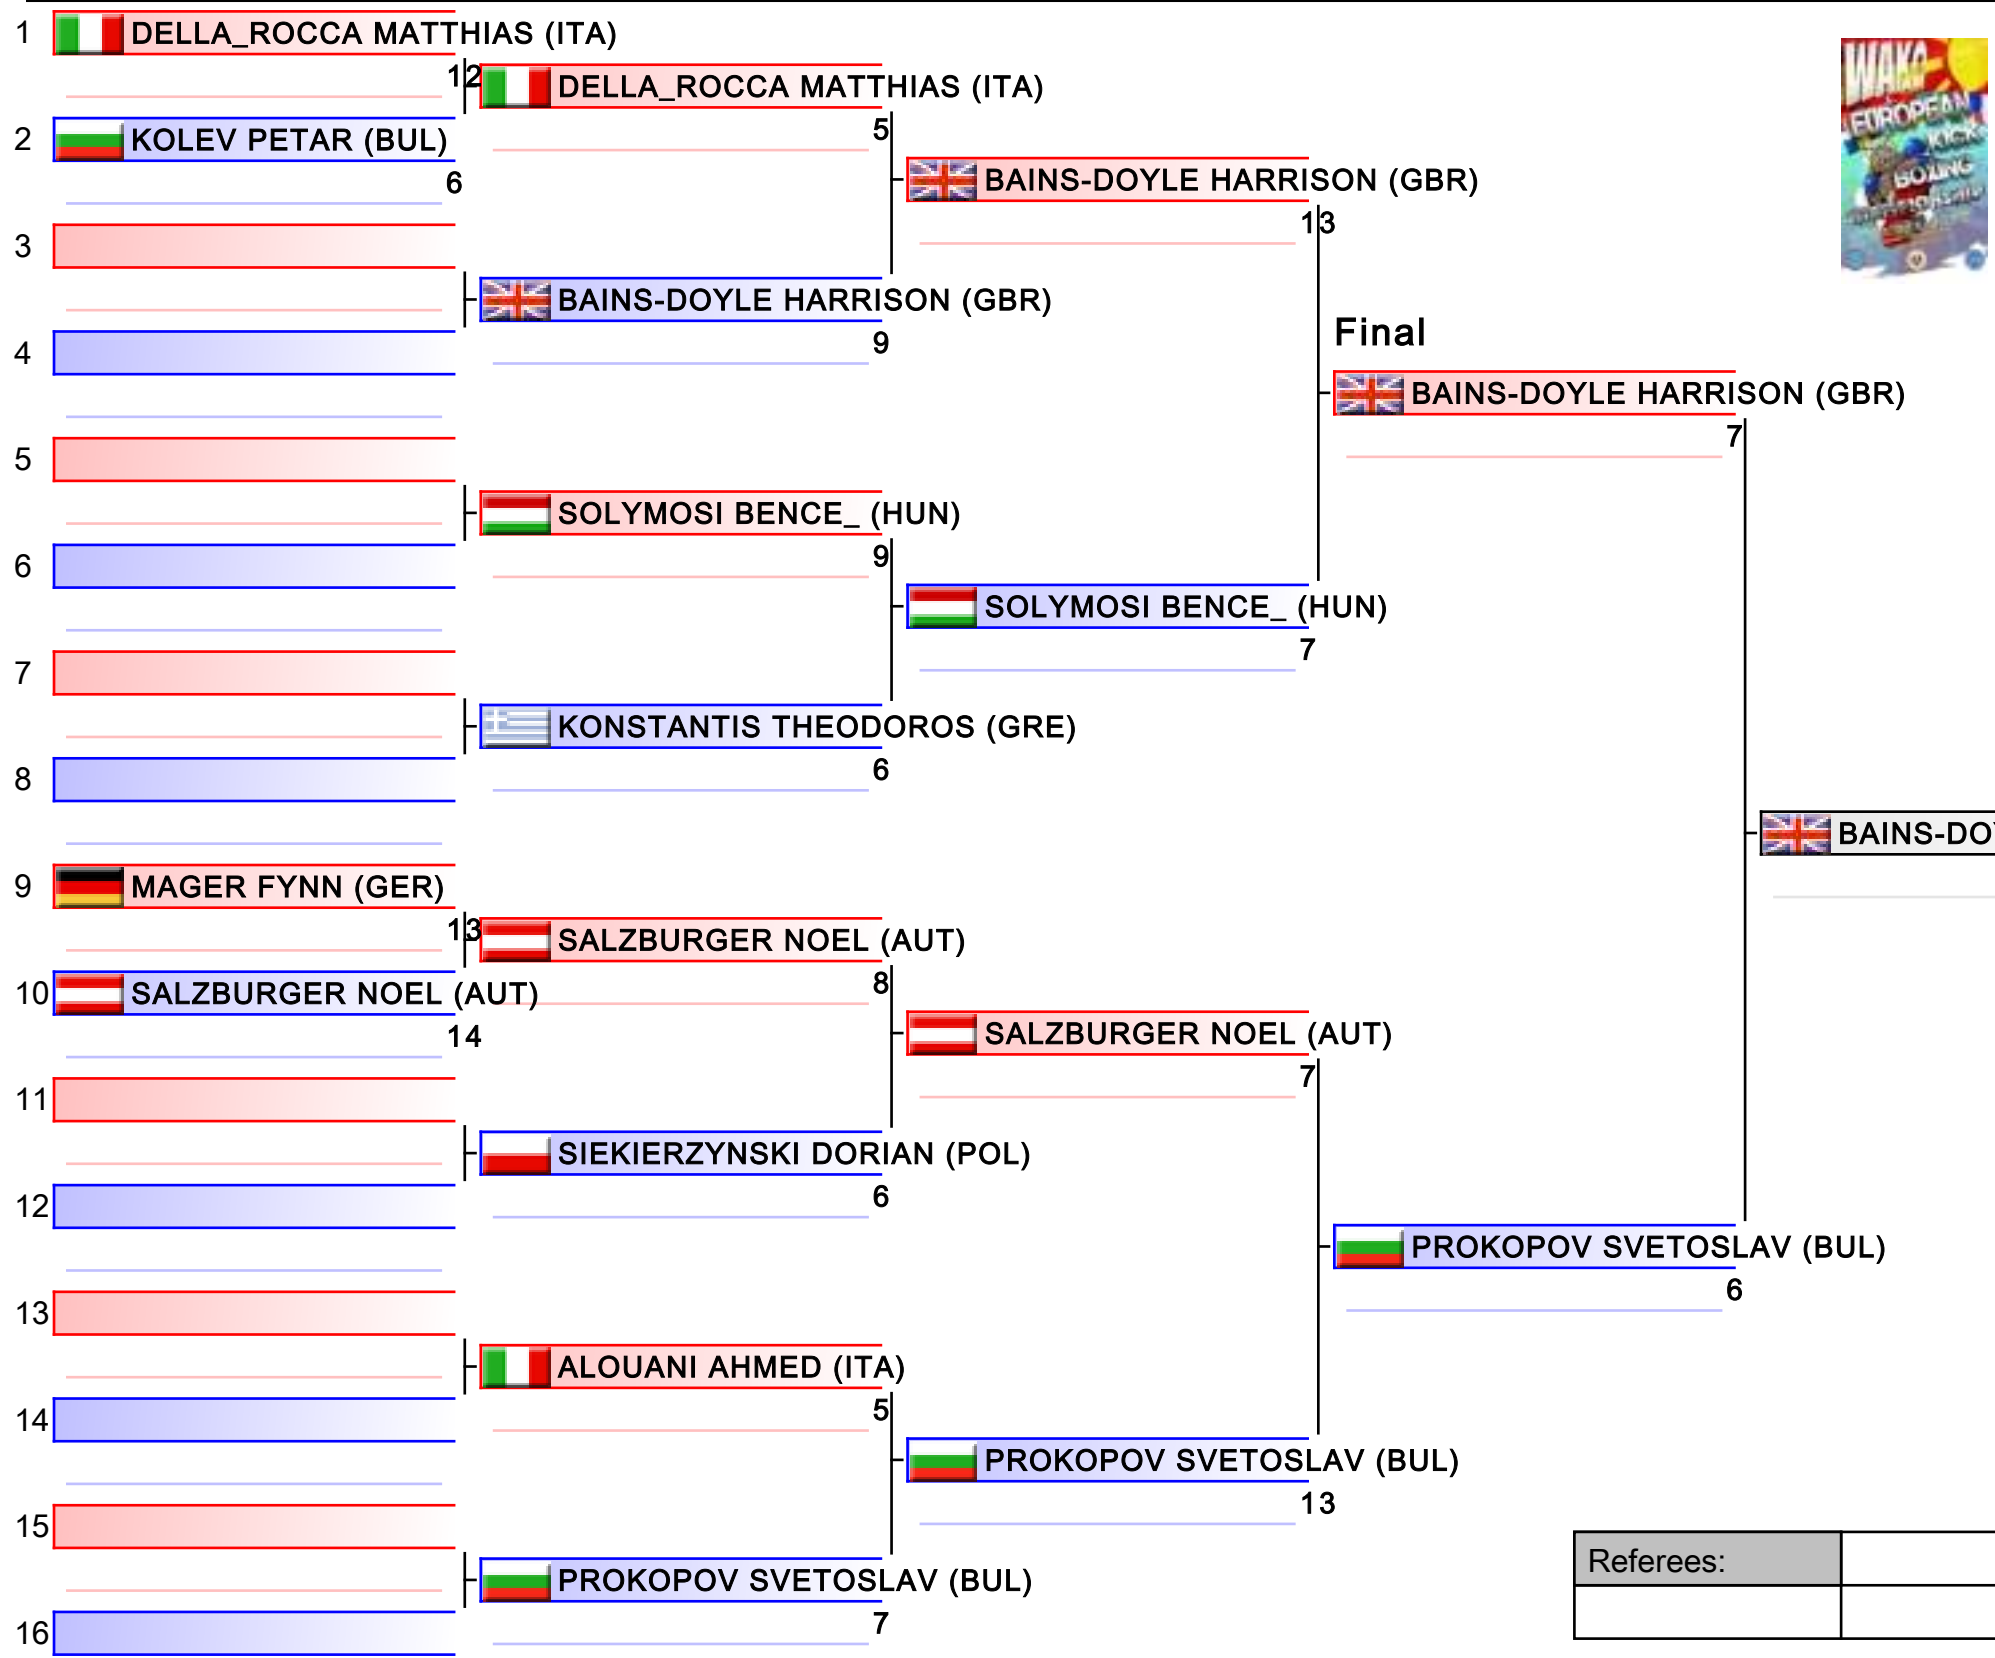 1 DELLA_ROCCA MATTHIAS (ITA)
12
DELLA_ROCCA MATTHIAS (ITA)
5
2 KOLEV PETAR (BUL)
6
BAINS-DOYLE HARRISON (GBR)
13
3
BAINS-DOYLE HARRISON (GBR)
9
4
Final
BAINS-DOYLE HARRISON (GBR)
7
5
SOLYMOSI BENCE_ (HUN)
9
6
SOLYMOSI BENCE_ (HUN)
7
7
KONSTANTIS THEODOROS (GRE)
6
8
BAINS-DO
9 MAGER FYNN (GER)
13
SALZBURGER NOEL (AUT)
8
10 SALZBURGER NOEL (AUT)
14
SALZBURGER NOEL (AUT)
7
11
SIEKIERZYNSKI DORIAN (POL)
6
12
PROKOPOV SVETOSLAV (BUL)
6
13
ALOUANI AHMED (ITA)
5
14
PROKOPOV SVETOSLAV (BUL)
13
15
PROKOPOV SVETOSLAV (BUL)
7
16
Referees:
WAKO
EUROPEAN
KICK
BOXING